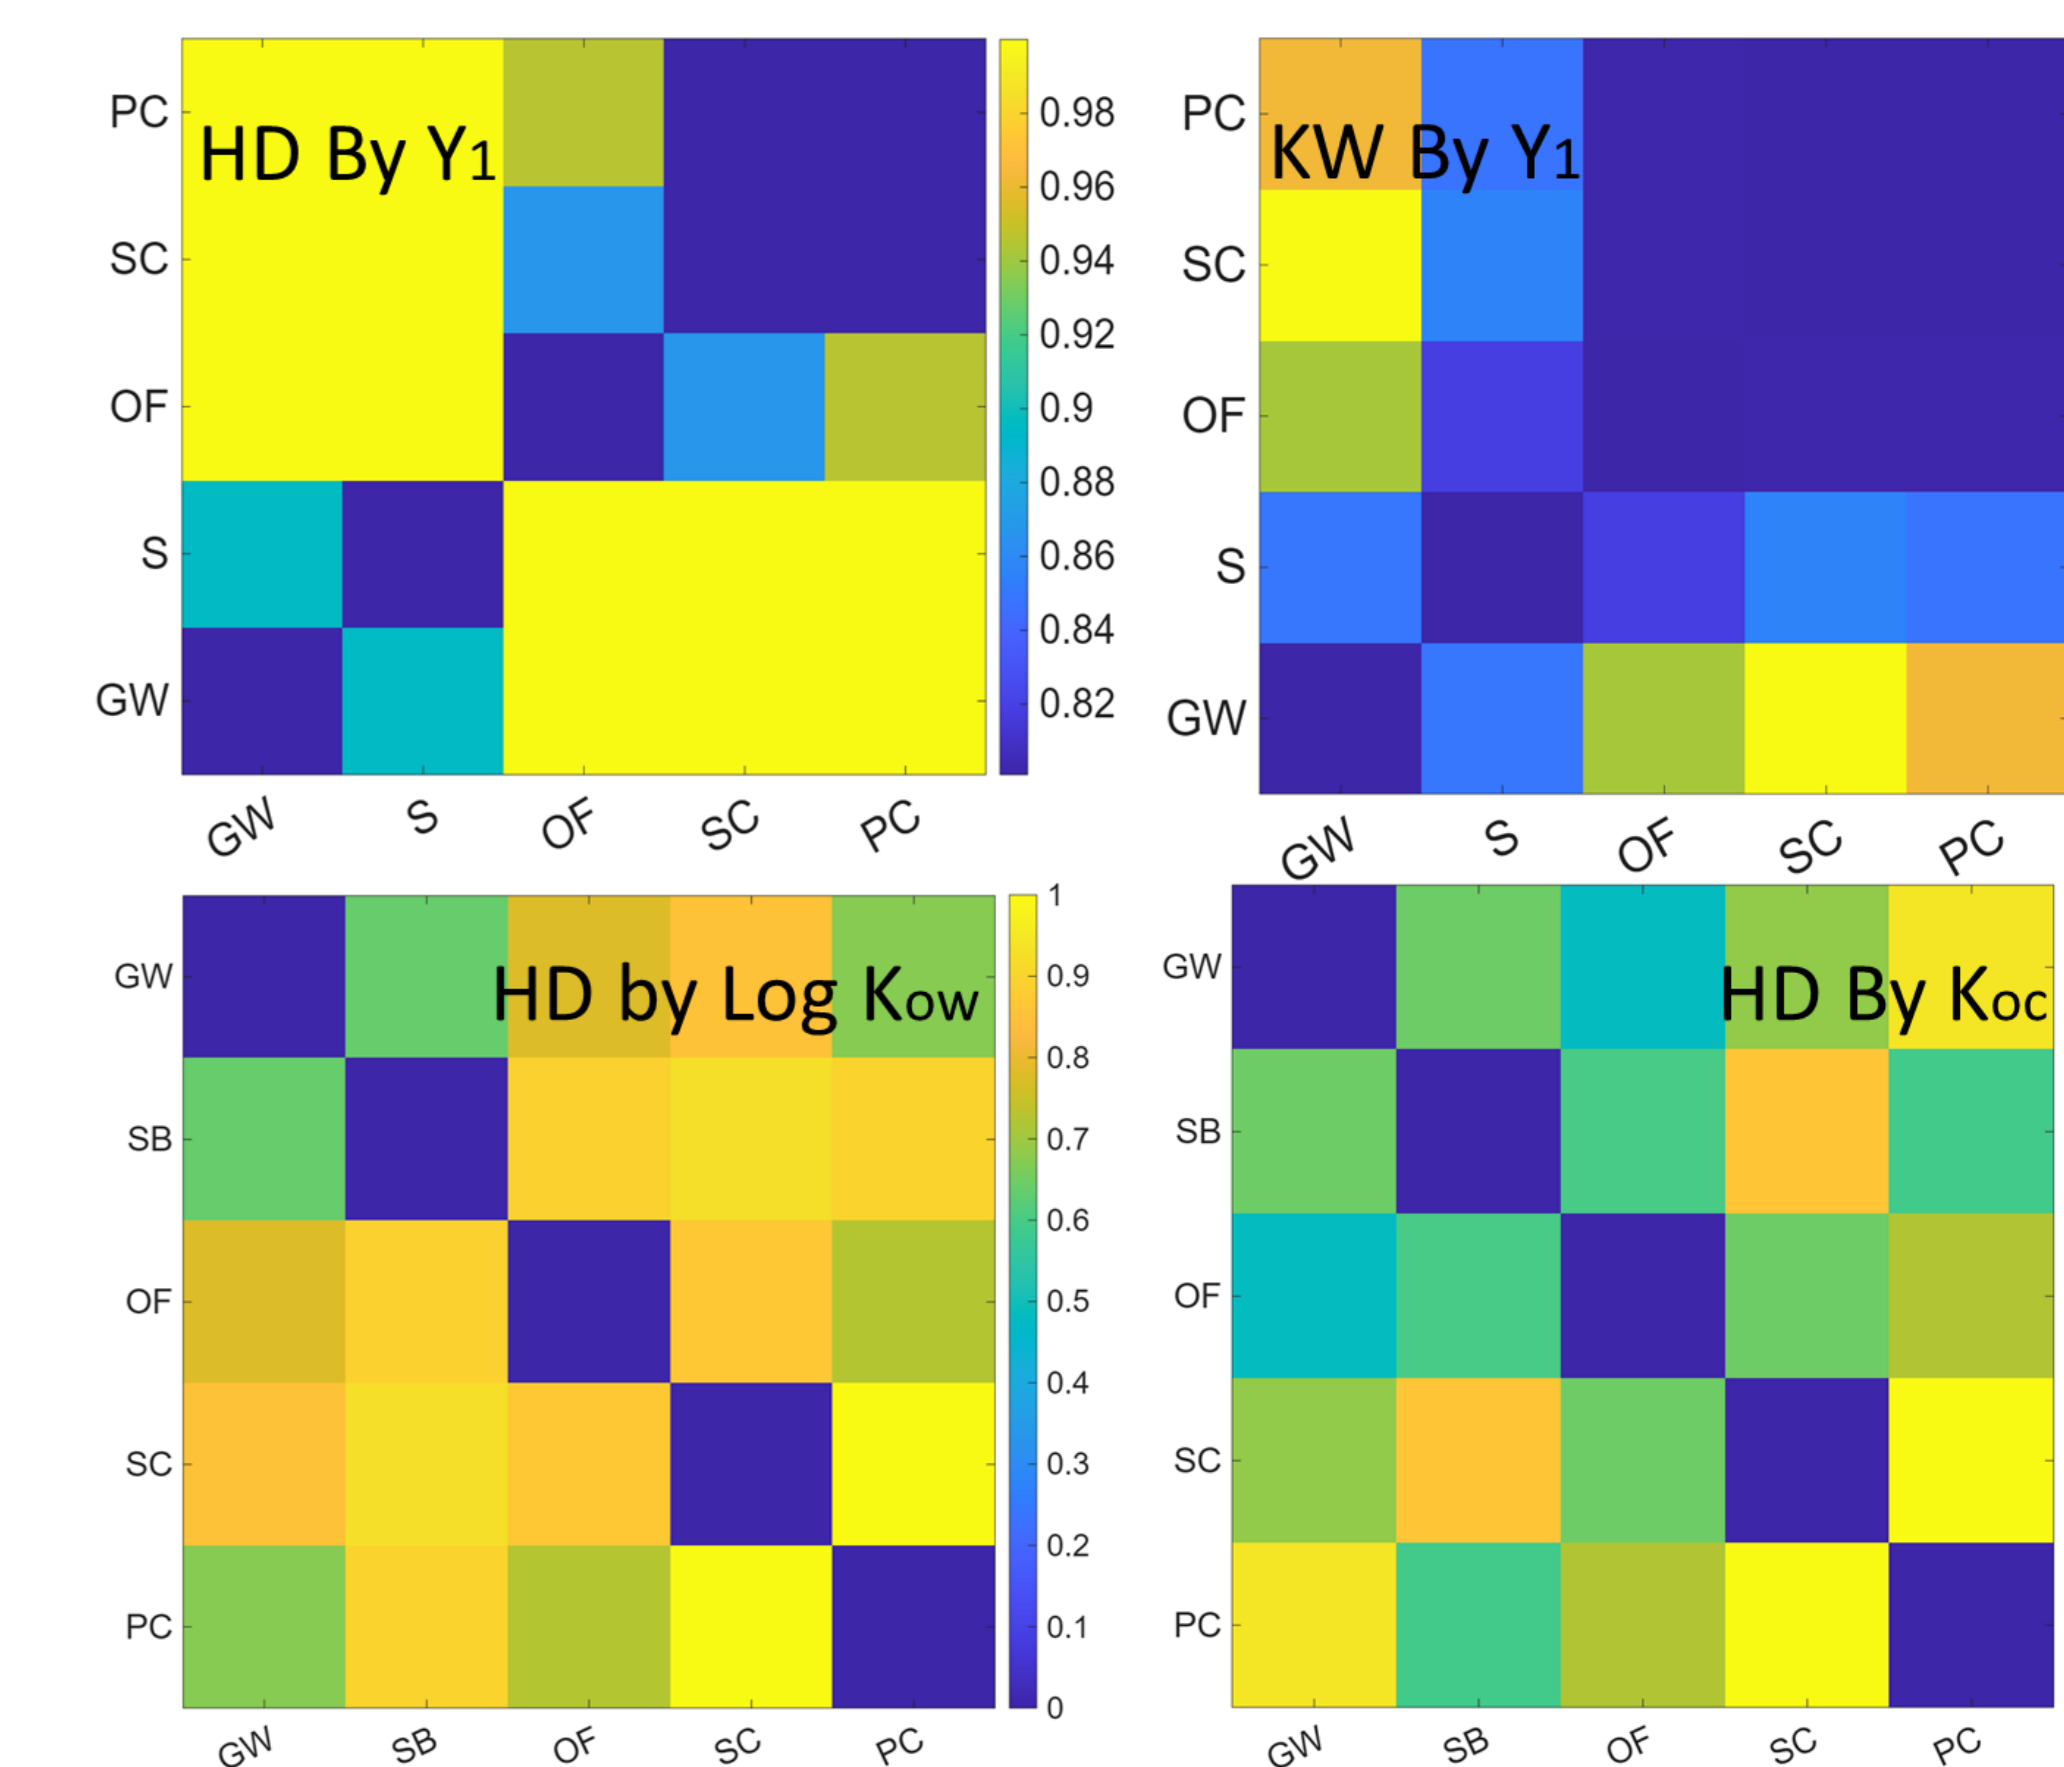 HD By Y1
PC
SC
OF
S
GW
GW S OF SC PC
0.98
0.96
0.94
0.92
0.9
0.88
0.86
0.84
0.82
KW By Y1
PC
SC
OF
S
GW
GW S OF SC PC
HD by Log Kow
GW
SB
OF
SC
PC
GW SB OF SC PC
1
0.9
0.8
0.7
0.6
0.5
0.4
0.3
0.2
0.1
0
HD By Koc
GW
SB
OF
SC
PC
GW SB OF SC PC